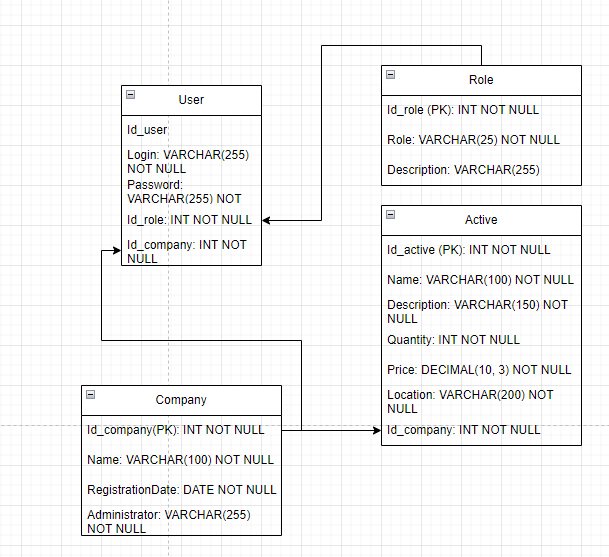 User
Id_user
Login: VARCHAR(255)
NOT NULL
Password:
VARCHAR(255) NOT
Id_role: INT NOT NULL
Id_company: INT NOT
NULL
Role
Id_role (PK): INT NOT NULL
Role: VARCHAR(25) NOT NULL
Description: VARCHAR(255)
Active
Id_active (PK): INT NOT NULL
Name: VARCHAR(100) NOT NULL
Description: VARCHAR(150) NOT
NULL
Quantity: INT NOT NULL
Price: DECIMAL(10, 3) NOT NULL
Location: VARCHAR(200) NOT
NULL
Id_company: INT NOT NULL
Company
Id_company(PK): INT NOT NULL
Name: VARCHAR(100) NOT NULL
RegistrationDate: DATE NOT NULL
Administrator: VARCHAR(255)
NOT NULL